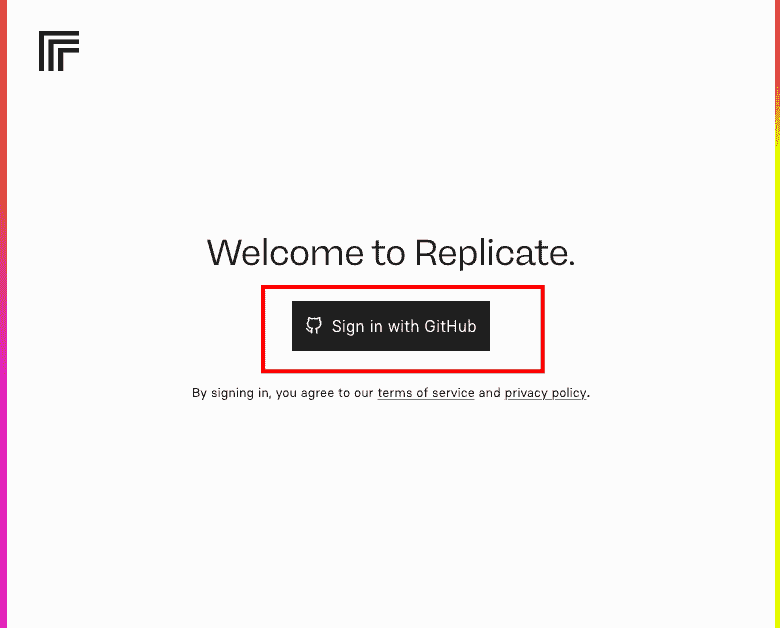 Welcome to Replicate.
Sign in with GitHub
By signing in, you agree to our terms of service and privacy policy.